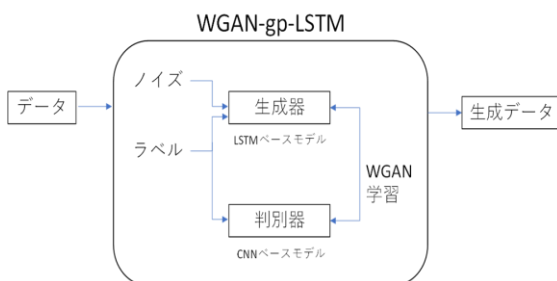 WGAN-gp-LSTM
ノイズ
データ
生成器
生成データ
LSTMベースモデル
ラベル
WGAN
学習
判別器
CNNベースモデル